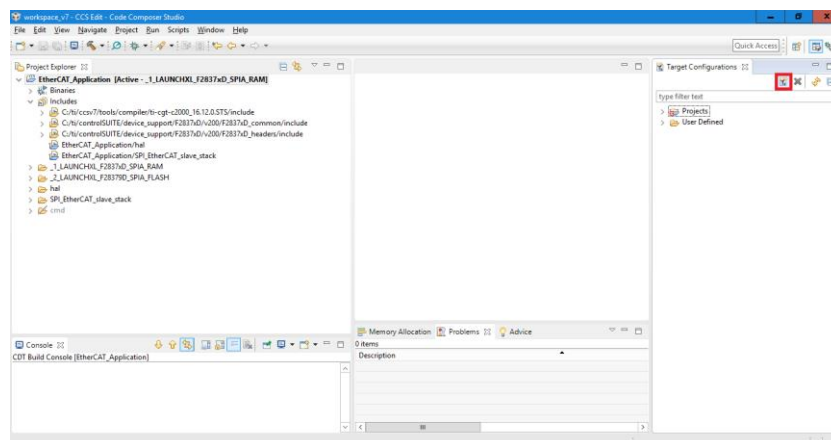 workspace_v7 - CCS Edit - Code Composer Studio
File Edit View Navigate Project Run Scripts Window Help
Quick Access
Project Explorer
EtherCAT_Application [Active - _1_LAUNCHXL_F2837xD_SPIA_RAM]
Binaries
Includes
C:/ti/ccsv7/tools/compiler/ti-cgt-c2000_16.12.0.STS/include
C:/ti/controlSUITE/device_support/F2837xD/v200/F2837xD_common/include
C:/ti/controlSUITE/device_support/F2837xD/v200/F2837xD_headers/include
EtherCAT_Application/hal
EtherCAT_Application/SPI_EtherCAT_slave_stack
_1_LAUNCHXL_F2837xD_SPIA_RAM
_2_LAUNCHXL_F28379D_SPIA_FLASH
hal
SPI_EtherCAT_slave_stack
cmd
Target Configurations
type filter text
Projects
User Defined
Console
CDT Build Console [EtherCAT_Application]
Memory Allocation Problems Advice
0 items
Description